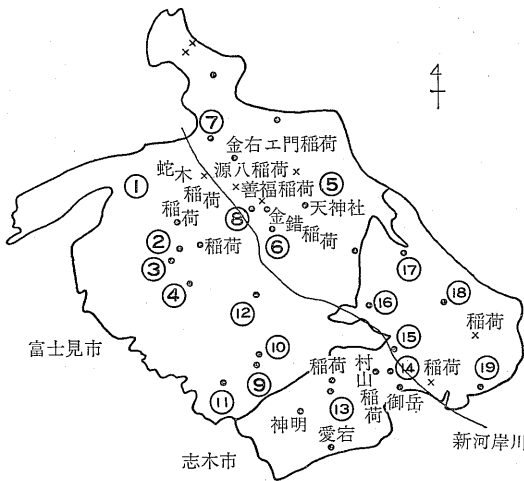 4
⑦
金右エ門稲荷
蛇木
稲荷
源八稲荷
①
善福稲荷
⑤
稲荷
⑧
天神社
金錯稲荷
②
稲荷
⑥
③
⑰
④
⑫
⑯
⑱
稲荷
富士見市
⑩
⑮
稲荷
村山稲荷
⑭
稲荷
⑲
⑨
⑪
御岳
⑬
神明
愛宕
新河岸川
志木市